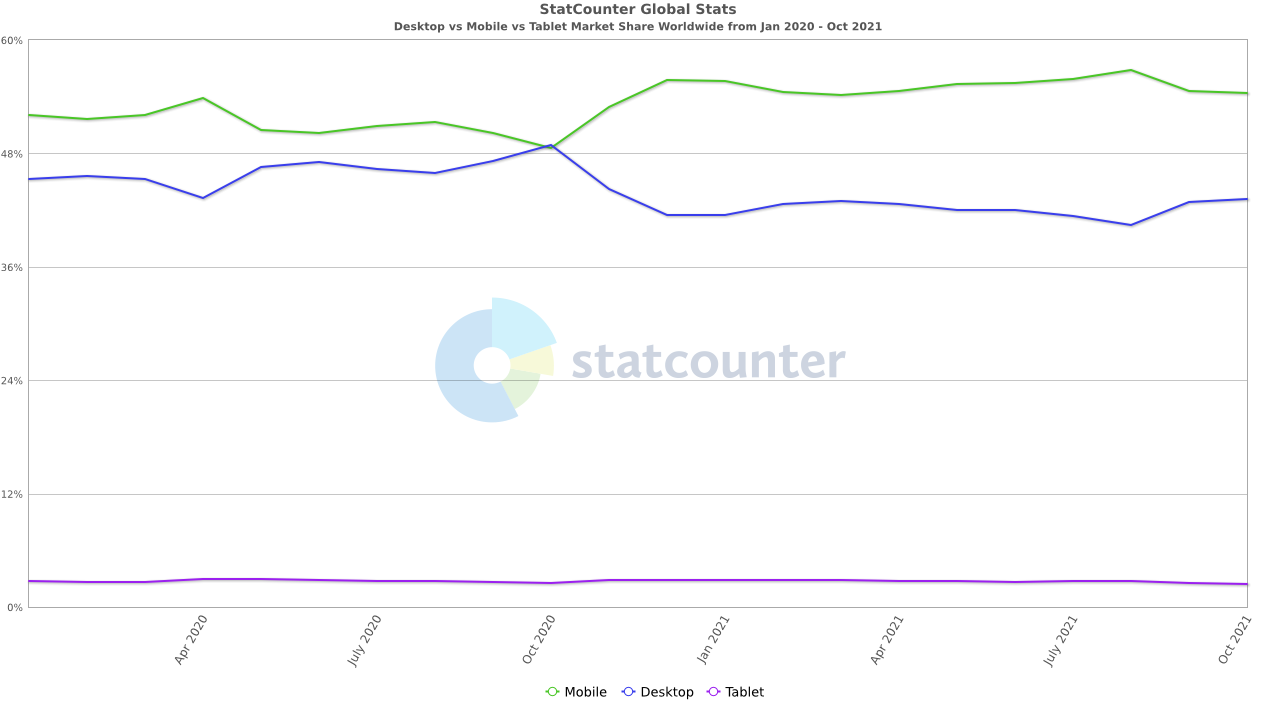 StatCounter Global Stats
Desktop vs Mobile vs Tablet Market Share Worldwide from Jan 2020 - Oct 2021
60%
48%
36%
24%
12%
0%
statcounter
Apr 2020
July 2020
Oct 2020
Jan 2021
Apr 2021
July 2021
Oct 2021
Mobile Desktop Tablet